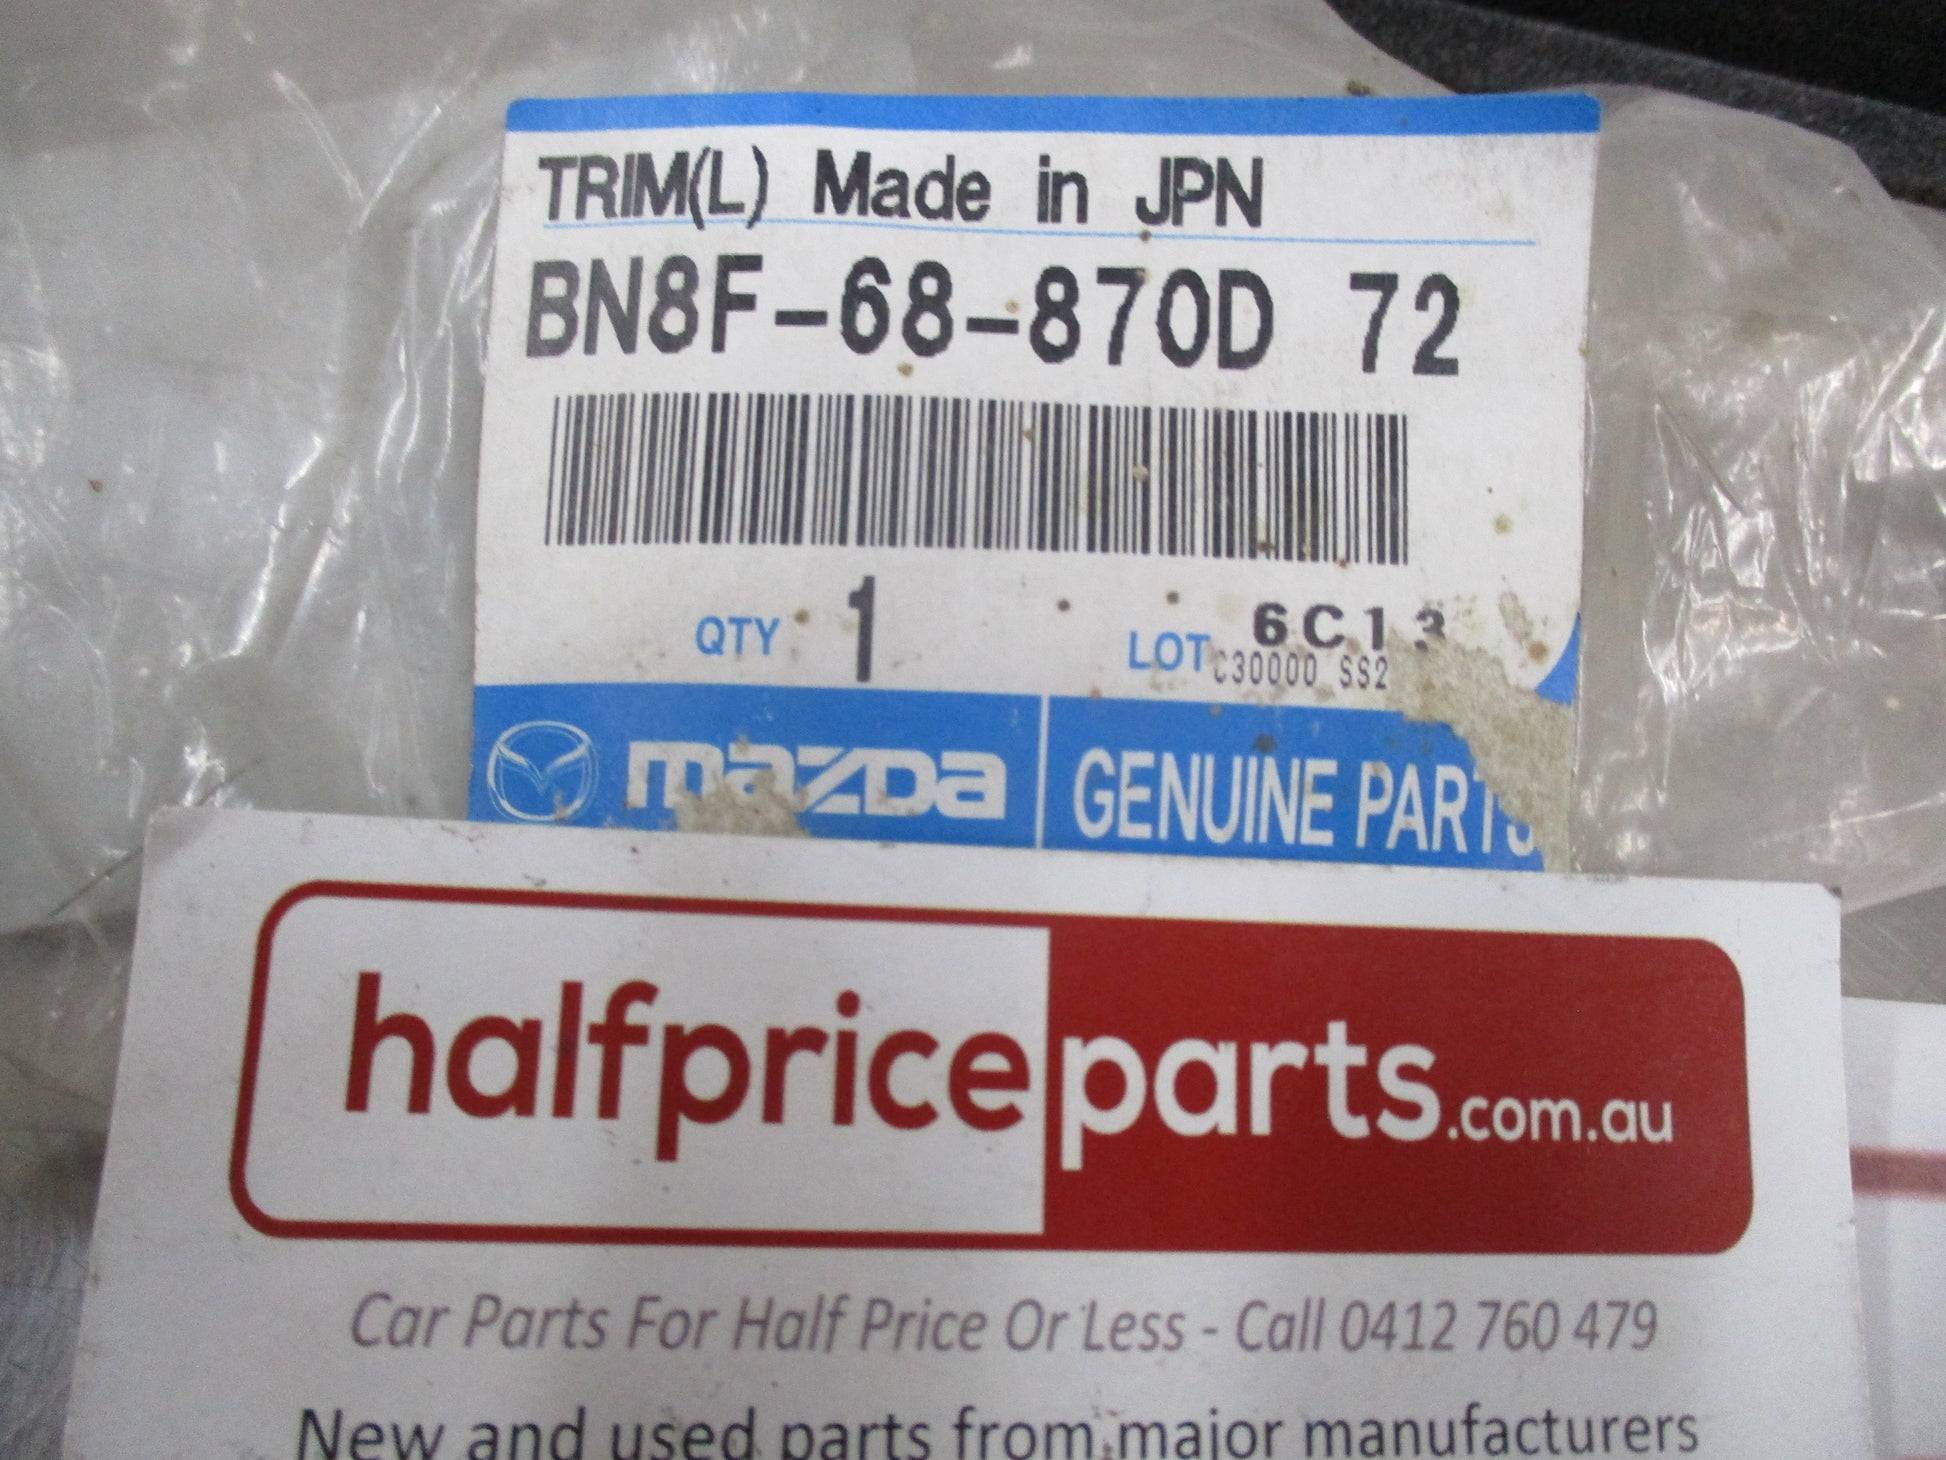 TRIM(L) Made in JPN
BN8F-68-870D 72
QTY 1
LOT 6C13
C30000 SS2
mazda GENUINE PARTS
halfpriceparts.com.au
Car Parts For Half Price Or Less - Call 0412 760 479
New and used parts from major manufacturers